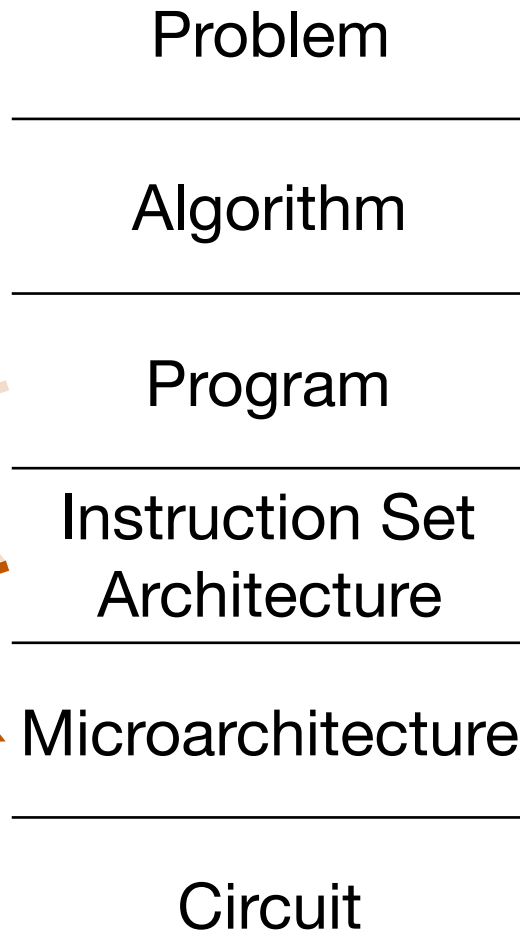 Problem
Algorithm
Program
Instruction Set
Architecture
Microarchitecture
Circuit